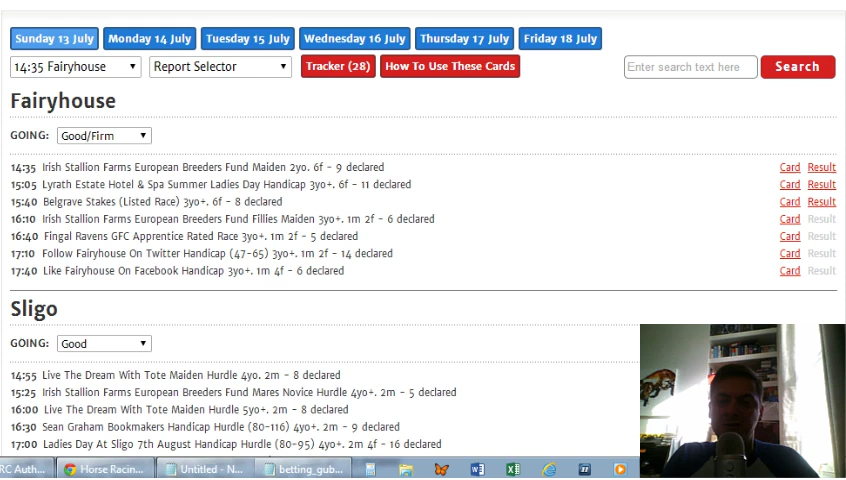 Sunday 13 July Monday 14 July Tuesday 15 July Wednesday 16 July Thursday 17 July Friday 18 July
14:35 Fairyhouse Report Selector Tracker (28) How To Use These Cards Enter search text here Search
Fairyhouse
GOING: Good/Firm
14:35 Irish Stallion Farms European Breeders Fund Maiden 2yo. 6f - 9 declared Card Result
15:05 Lyrath Estate Hotel & Spa Summer Ladies Day Handicap 3yo+. 6f - 11 declared Card Result
15:40 Belgrave Stakes (Listed Race) 3yo+. 6f - 8 declared Card Result
16:10 Irish Stallion Farms European Breeders Fund Fillies Maiden 3yo+. 1m 2f - 6 declared Card Result
16:40 Fingal Ravens GFC Apprentice Rated Race 3yo+. 1m 2f - 5 declared Card Result
17:10 Follow Fairyhouse On Twitter Handicap (47-65) 3yo+. 1m 2f - 14 declared Card Result
17:40 Like Fairyhouse On Facebook Handicap 3yo+. 1m 4f - 6 declared Card Result
Sligo
GOING: Good
14:55 Live The Dream With Tote Maiden Hurdle 4yo. 2m - 8 declared
15:25 Irish Stallion Farms European Breeders Fund Mares Novice Hurdle 4yo+. 2m - 5 declared
16:00 Live The Dream With Tote Maiden Hurdle 5yo+. 2m - 8 declared
16:30 Sean Graham Bookmakers Handicap Hurdle (80-116) 4yo+. 2m - 9 declared
17:00 Ladies Day At Sligo 7th August Handicap Hurdle (80-95) 4yo+. 2m 4f - 16 declared
RC Auth... Horse Racin... Untitled - N... betting_gub...